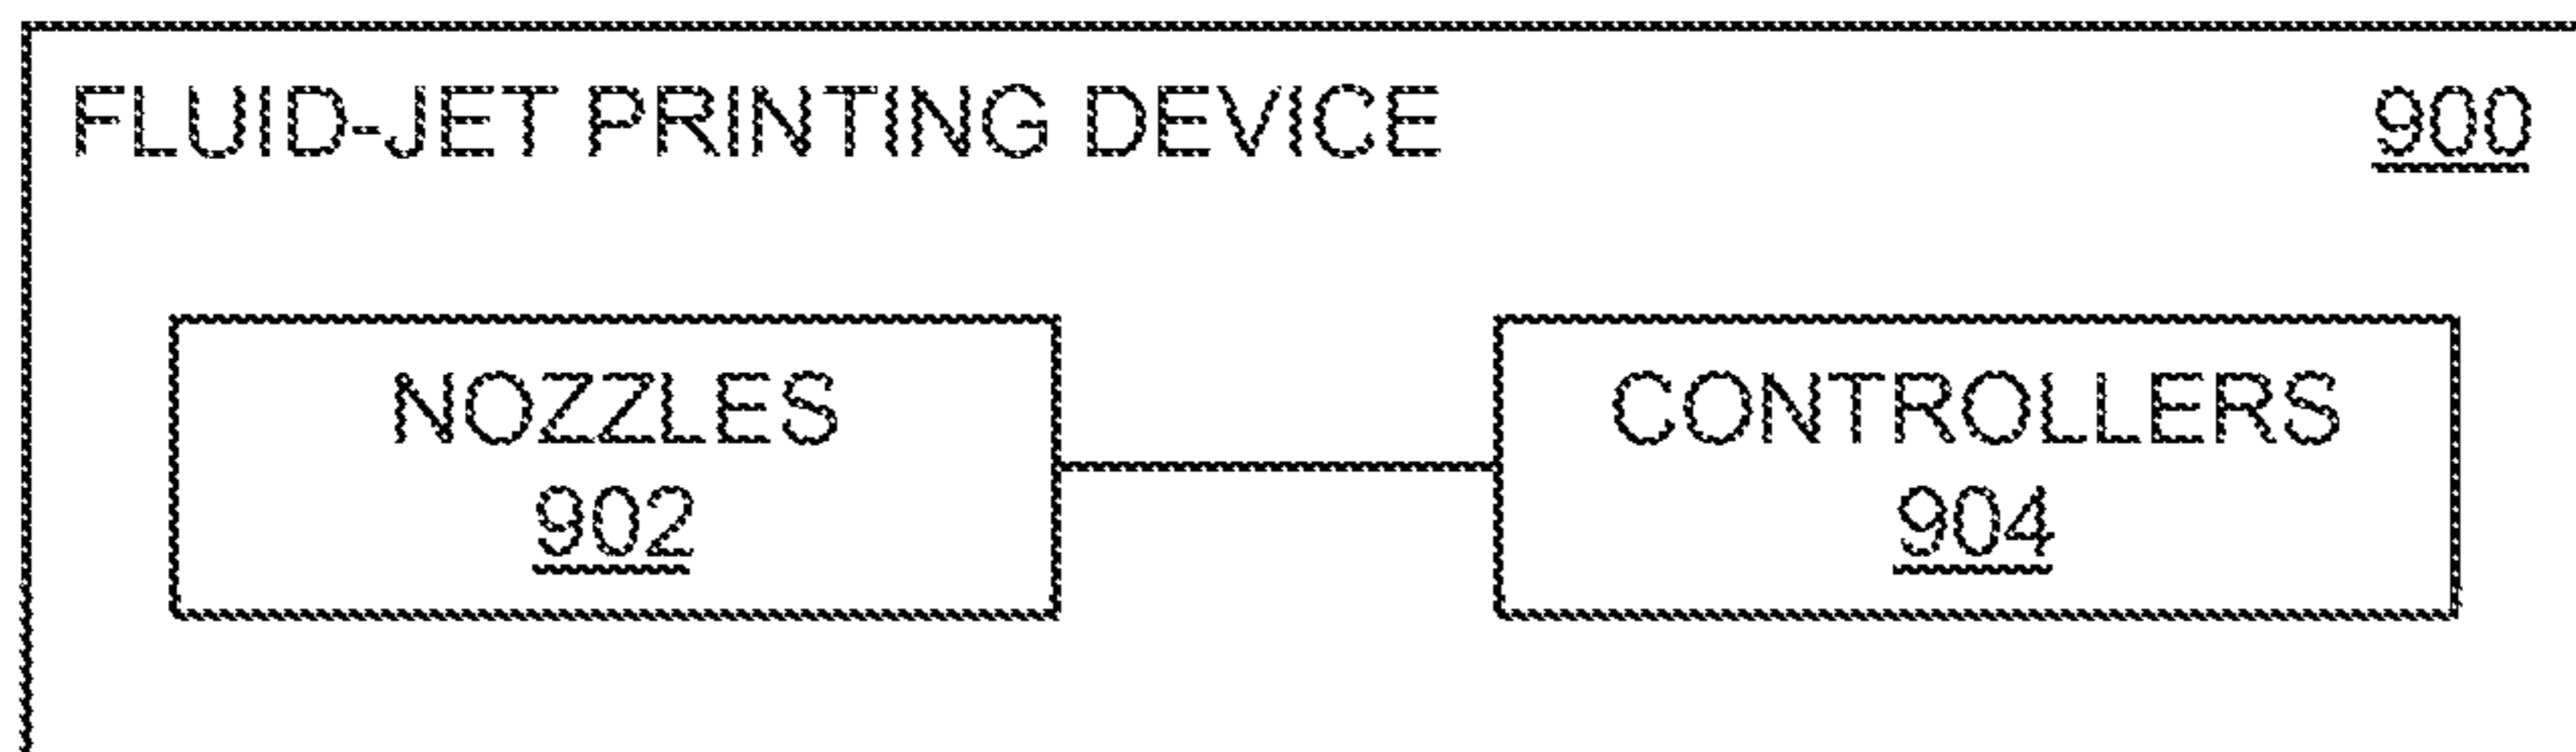 FLUID-JET PRINTING DEVICE 900
NOZZLES
902
CONTROLLERS
904